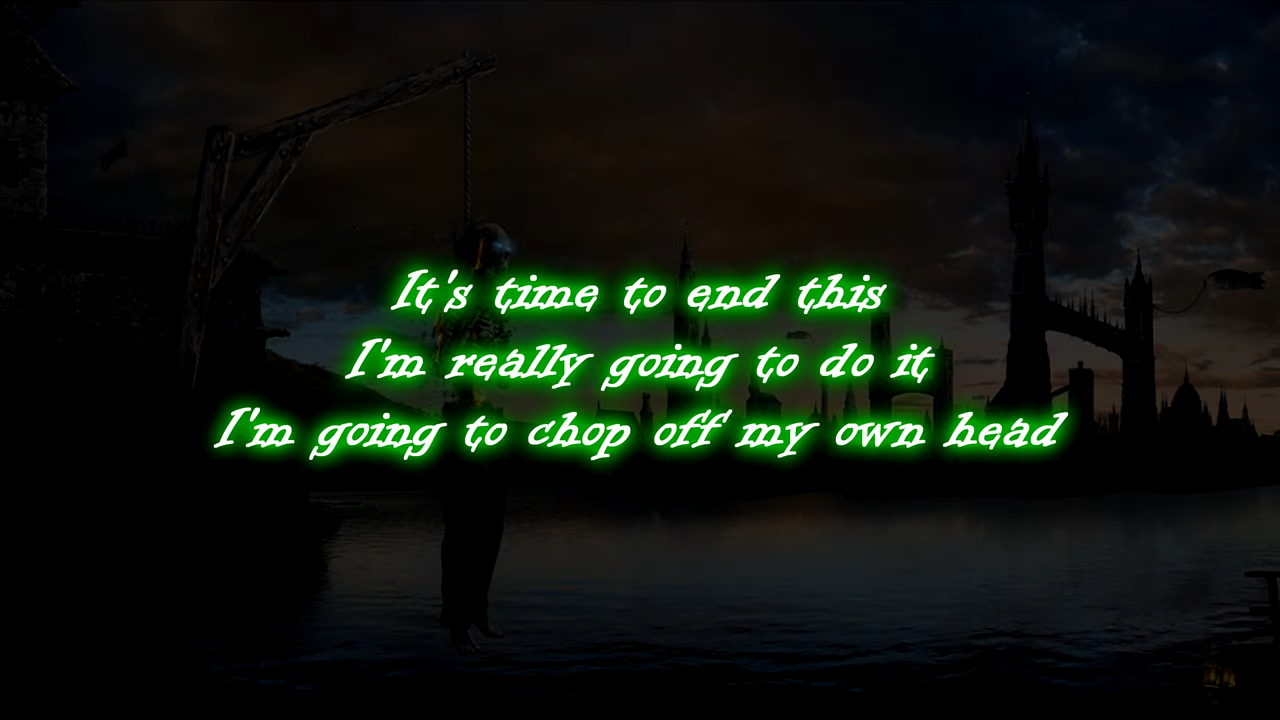 It's time to end this
I'm really going to do it
I'm going to chop off my own head